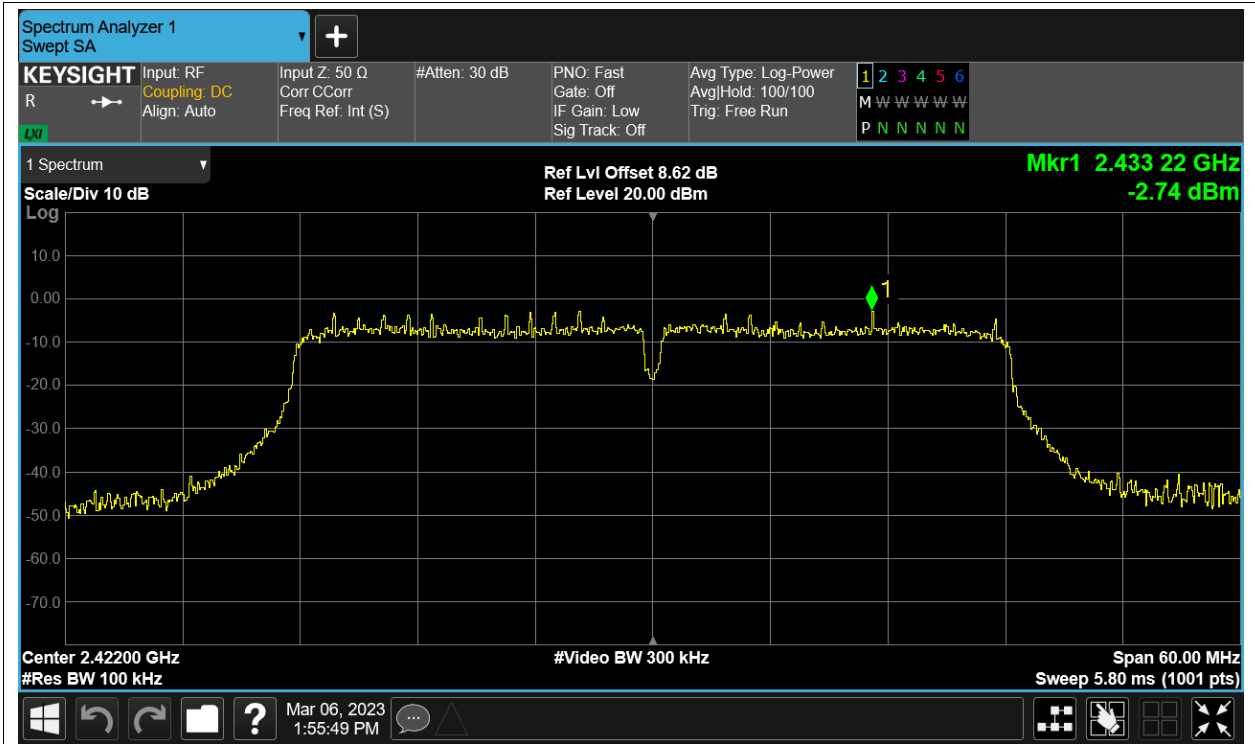 Spectrum Analyzer 1
Swept SA
+
KEYSIGHT
R
LXI
Input: RF
Coupling: DC
Align: Auto
Input Z: 50 Ω
Corr CCorr
Freq Ref: Int (S)
#Atten: 30 dB
PNO: Fast
Gate: Off
IF Gain: Low
Sig Track: Off
Avg Type: Log-Power
Avg|Hold: 100/100
Trig: Free Run
1 2 3 4 5 6
M W W W W W
P N N N N N
1 Spectrum
Scale/Div 10 dB
Log
Ref Lvl Offset 8.62 dB
Ref Level 20.00 dBm
Mkr1 2.433 22 GHz
-2.74 dBm
10.0
0.00
-10.0
-20.0
-30.0
-40.0
-50.0
-60.0
-70.0
1
Center 2.42200 GHz
#Res BW 100 kHz
#Video BW 300 kHz
Span 60.00 MHz
Sweep 5.80 ms (1001 pts)
?
Mar 06, 2023
1:55:49 PM